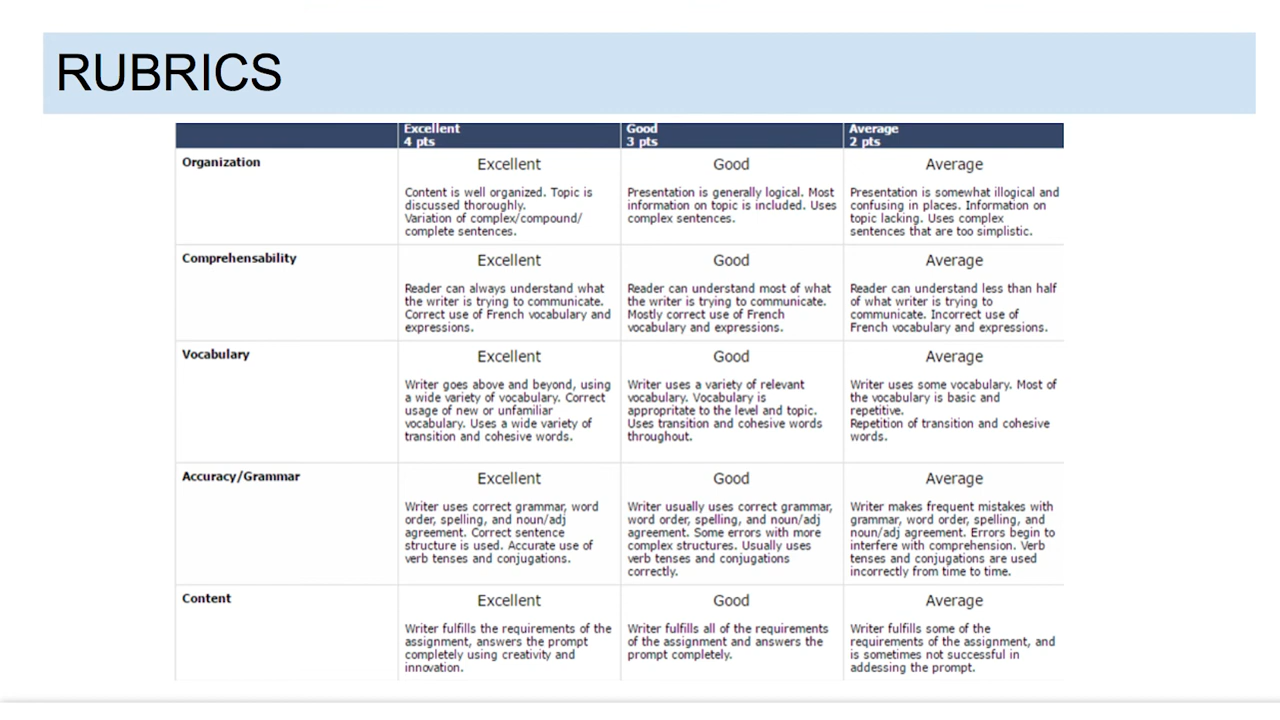 RUBRICS
Excellent
4 pts
Good
3 pts
Average
2 pts
Organization
Excellent
Content is well organized. Topic is
discussed thoroughly.
Variation of complex/compound/
complete sentences.
Good
Presentation is generally logical. Most
information on topic is included. Uses
complex sentences.
Average
Presentation is somewhat illogical and
confusing in places. Information on
topic lacking. Uses complex
sentences that are too simplistic.
Comprehensability
Excellent
Reader can always understand what
the writer is trying to communicate.
Correct use of French vocabulary and
expressions.
Good
Reader can understand most of what
the writer is trying to communicate.
Mostly correct use of French
vocabulary and expressions.
Average
Reader can understand less than half
of what writer is trying to
communicate. Incorrect use of
French vocabulary and expressions.
Vocabulary
Excellent
Writer goes above and beyond, using
a wide variety of vocabulary. Correct
usage of new or unfamiliar
vocabulary. Uses a wide variety of
transition and cohesive words.
Good
Writer uses a variety of relevant
vocabulary. Vocabulary is
appropritate to the level and topic.
Uses transition and cohesive words
throughout.
Average
Writer uses some vocabulary. Most of
the vocabulary is basic and
repetitive.
Repetition of transition and cohesive
words.
Accuracy/Grammar
Excellent
Writer uses correct grammar, word
order, spelling, and noun/adj
agreement. Correct sentence
structure is used. Accurate use of
verb tenses and conjugations.
Good
Writer usually uses correct grammar,
word order, spelling, and noun/adj
agreement. Some errors with more
complex structures. Usually uses
verb tenses and conjugations
correctly.
Average
Writer makes frequent mistakes with
grammar, word order, spelling, and
noun/adj agreement. Errors begin to
interfere with comprehension. Verb
tenses and conjugations are used
incorrectly from time to time.
Content
Excellent
Writer fulfills the requirements of the
assignment, answers the prompt
completely using creativity and
innovation.
Good
Writer fulfills all of the requirements
of the assignment and answers the
prompt completely.
Average
Writer fulfills some of the
requirements of the assignment, and
is sometimes not successful in
addessing the prompt.